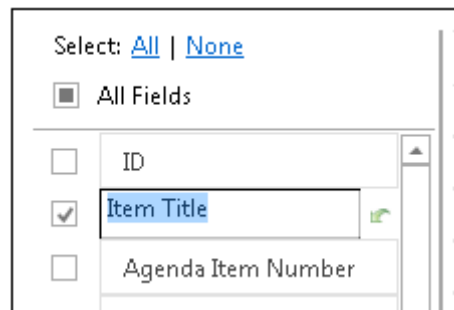 Select: All | None
All Fields
ID
Item Title
Agenda Item Number